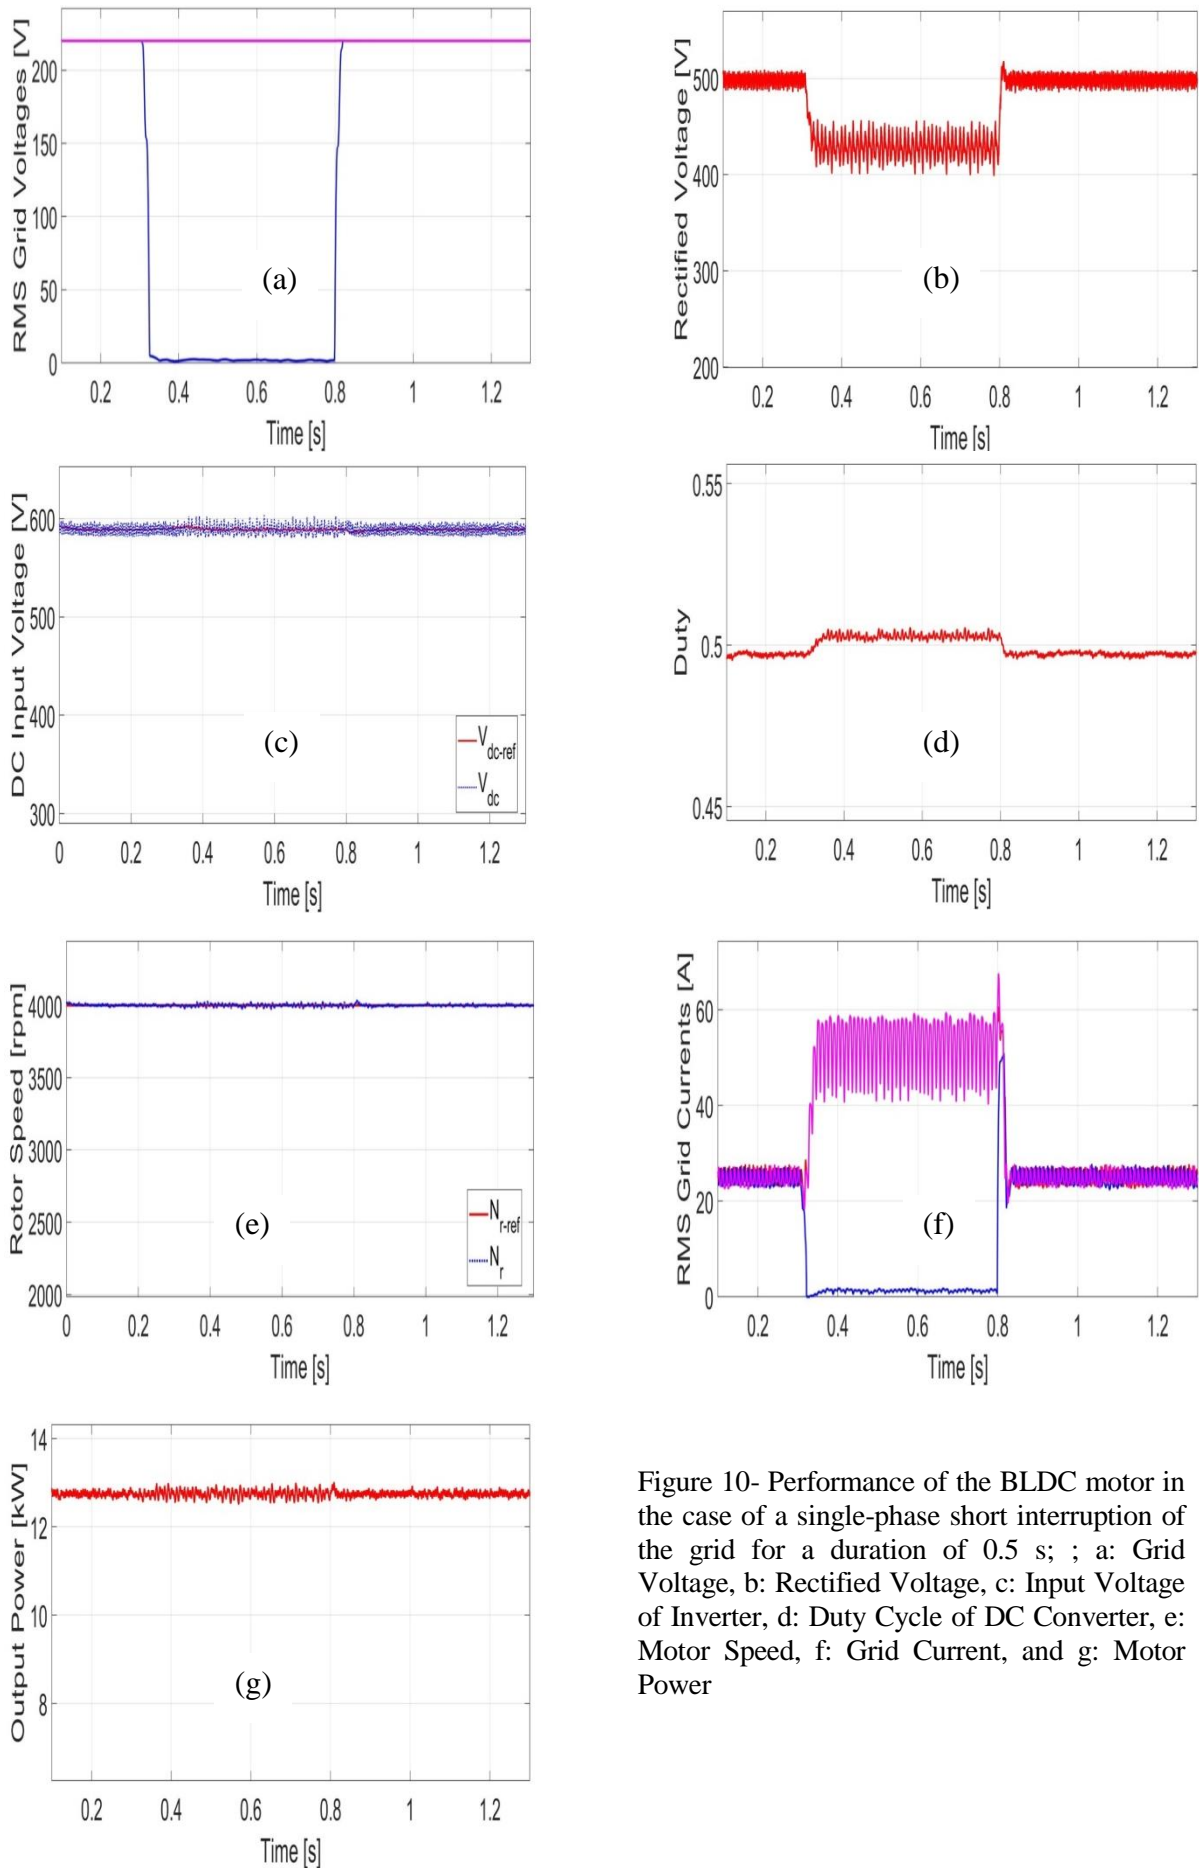 RMS Grid Voltages [V]
200
150
100
50
0
0.2 0.4 0.6 0.8 1 1.2
Time [s]
(a)
Rectified Voltage [V]
500
400
300
200
0.2 0.4 0.6 0.8 1 1.2
Time [s]
(b)
DC Input Voltage [V]
600
500
400
300
0 0.2 0.4 0.6 0.8 1 1.2
Time [s]
(c)
V dc-ref
V dc
Duty
0.55
0.5
0.45
0.2 0.4 0.6 0.8 1 1.2
Time [s]
(d)
Rotor Speed [rpm]
4000
3500
3000
2500
2000
0 0.2 0.4 0.6 0.8 1 1.2
Time [s]
(e)
N r-ref
N r
RMS Grid Currents [A]
60
40
20
0
0.2 0.4 0.6 0.8 1 1.2
Time [s]
(f)
Output Power [kW]
14
12
10
8
0.2 0.4 0.6 0.8 1 1.2
Time [s]
(g)
Figure 10- Performance of the BLDC motor in
the case of a single-phase short interruption of
the grid for a duration of 0.5 s; ; a: Grid
Voltage, b: Rectified Voltage, c: Input Voltage
of Inverter, d: Duty Cycle of DC Converter, e:
Motor Speed, f: Grid Current, and g: Motor
Power